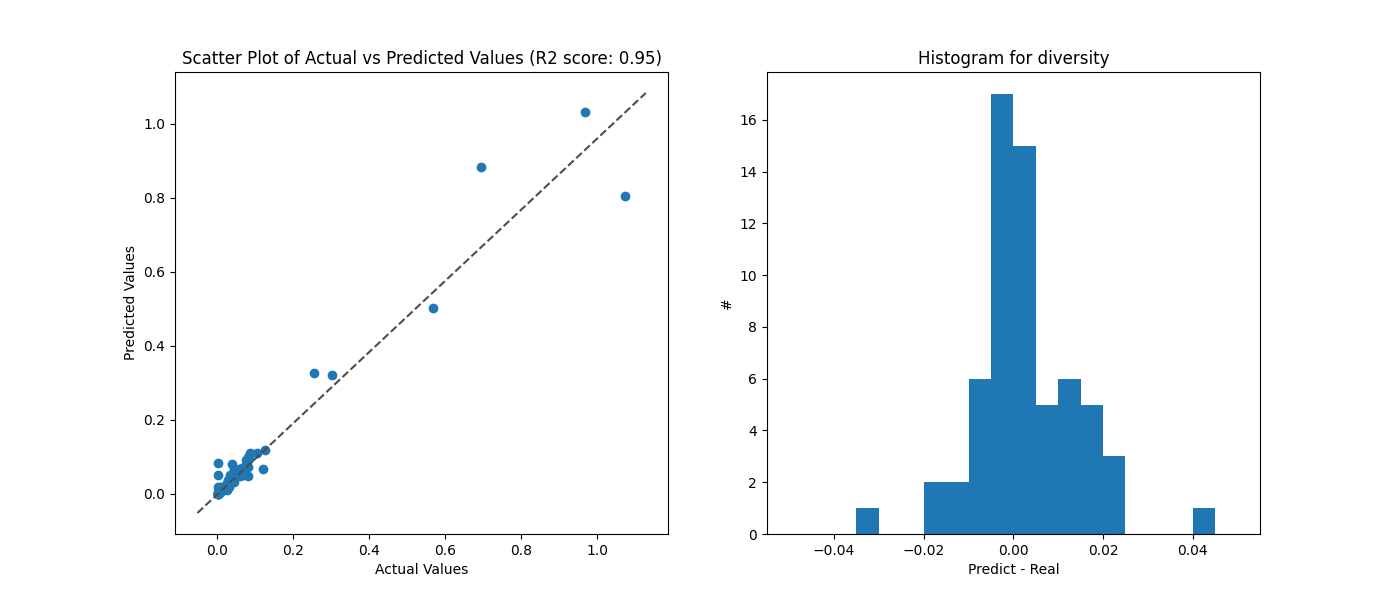 Scatter Plot of Actual vs Predicted Values (R2 score: 0.95)
1.0
0.8
0.6
0.4
0.2
0.0
Predicted Values
0.0 0.2 0.4 0.6 0.8 1.0
Actual Values
Histogram for diversity
16
14
12
10
8
6
4
2
0
#
−0.04 −0.02 0.00 0.02 0.04
Predict - Real